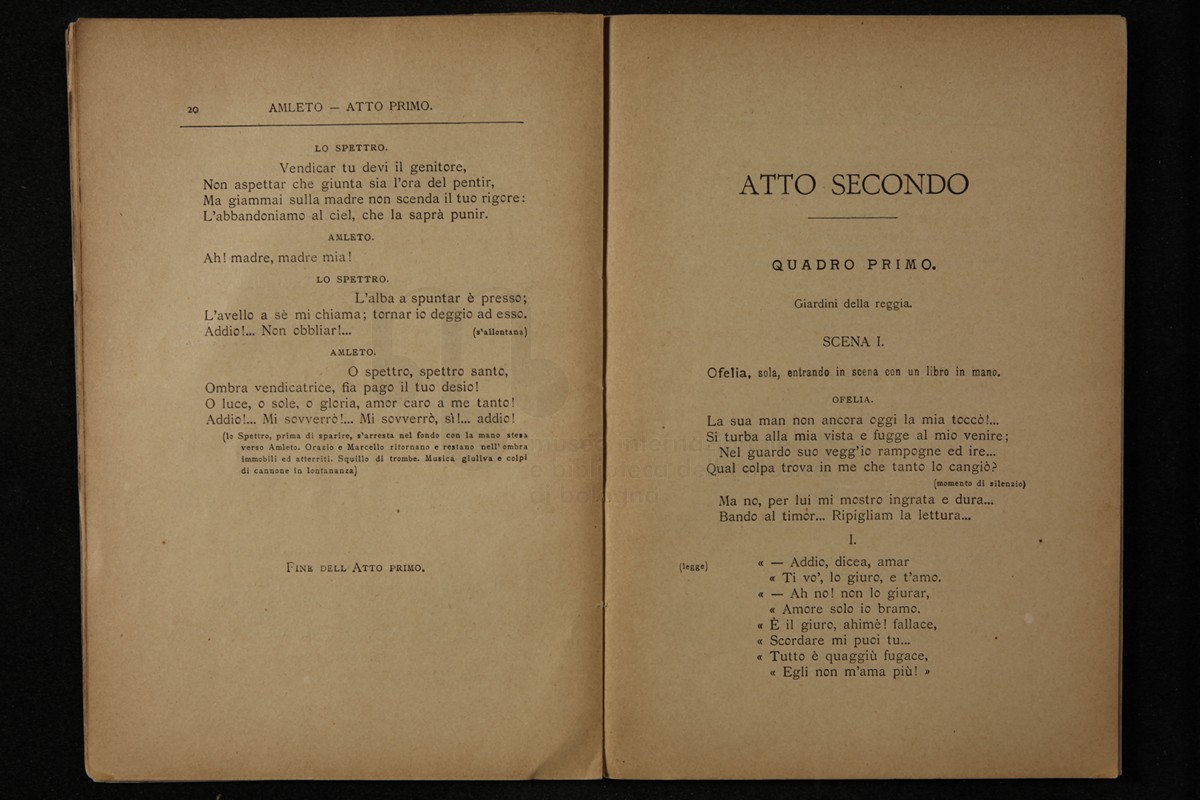 20 AMLETO — ATTO PRIMO.
LO SPETTRO.
Vendicar tu devi il genitore,
Non aspettar che giunta sia l'ora del pentir,
Ma giammai sulla madre non scenda il tuo rigore:
L'abbandoniamo al ciel, che la saprà punir.
AMLETO.
Ah! madre, madre mia!
LO SPETTRO.
L'alba a spuntar è presso;
L'avello a sè mi chiama; tornar io deggio ad esso.
Addio!... Non obbliar!... (s'allontana)
AMLETO.
O spettro, spettro santo,
Ombra vendicatrice, fia pago il tuo desio!
O luce, o sole, o gloria, amor caro a me tanto!
Addio!... Mi sovverrò!... Mi sovverrò, sì!... addio!
(lo Spettro, prima di sparire, s'arresta nel fondo con la mano stesa
verso Amleto. Orazio e Marcello ritornano e restano nell'ombra
immobili ed atterriti. Squillo di trombe. Musica giuliva e colpi
di cannone in lontananza)
FINE DELL ATTO PRIMO.
ATTO SECONDO
QUADRO PRIMO.
Giardini della reggia.
SCENA I.
Ofelia, sola, entrando in scena con un libro in mano.
OFELIA.
La sua man non ancora oggi la mia toccò!...
Si turba alla mia vista e fugge al mio venire;
Nel guardo suo vegg'io rampogne ed ire...
Qual colpa trova in me che tanto lo cangiò?
(momento di silenzio)
Ma no, per lui mi mostro ingrata e dura...
Bando al timor... Ripigliam la lettura...
I.
(legge) « — Addio, dicea, amar
« Ti vo', lo giuro, e t'amo.
« — Ah no! non lo giurar,
« Amore solo io bramo.
« È il giuro, ahimè! fallace,
« Scordare mi puoi tu...
« Tutto è quaggiù fugace,
« Egli non m'ama più! »
museo interna
e biblioteca de
di bologna